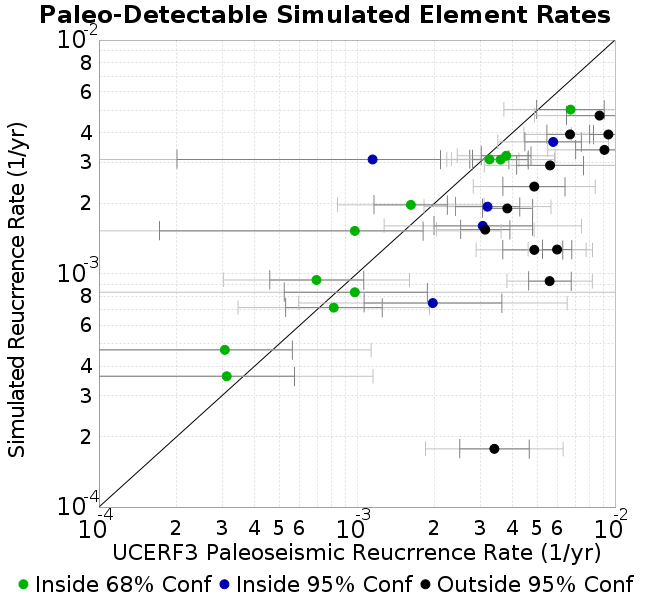 Paleo-Detectable Simulated Element Rates
10-2
8
6
4
3
2
10-3
8
6
4
3
2
10-4
10-4 2 3 4 5 6 10-3 2 3 4 5 6 10-2
Simulated Reucrrence Rate (1/yr)
UCERF3 Paleoseismic Reucrrence Rate (1/yr)
Inside 68% Conf Inside 95% Conf Outside 95% Conf